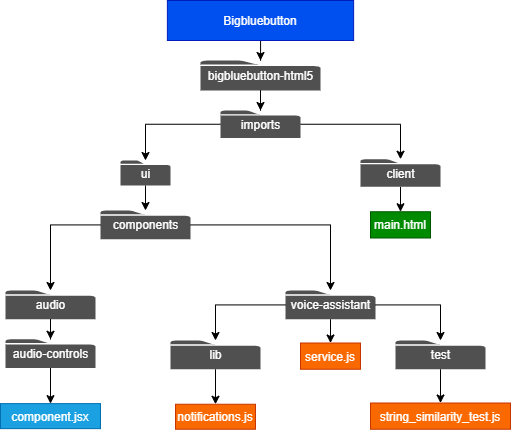 Bigbluebutton
bigbluebutton-html5
imports
ui
client
components
main.html
audio
voice-assistant
audio-controls
lib
service.js
test
component.jsx
notifications.js
string_similarity_test.js